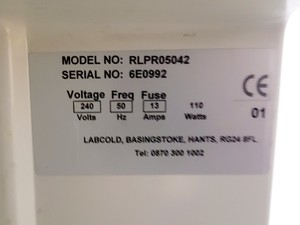 MODEL NO: RLPR05042
SERIAL NO: 6E0992
Voltage Freq Fuse
240 50 13 110
Volts Hz Amps Watts
CE
01
LABCOLD, BASINGSTOKE, HANTS, RG24 8FL
Tel: 0870 300 1002